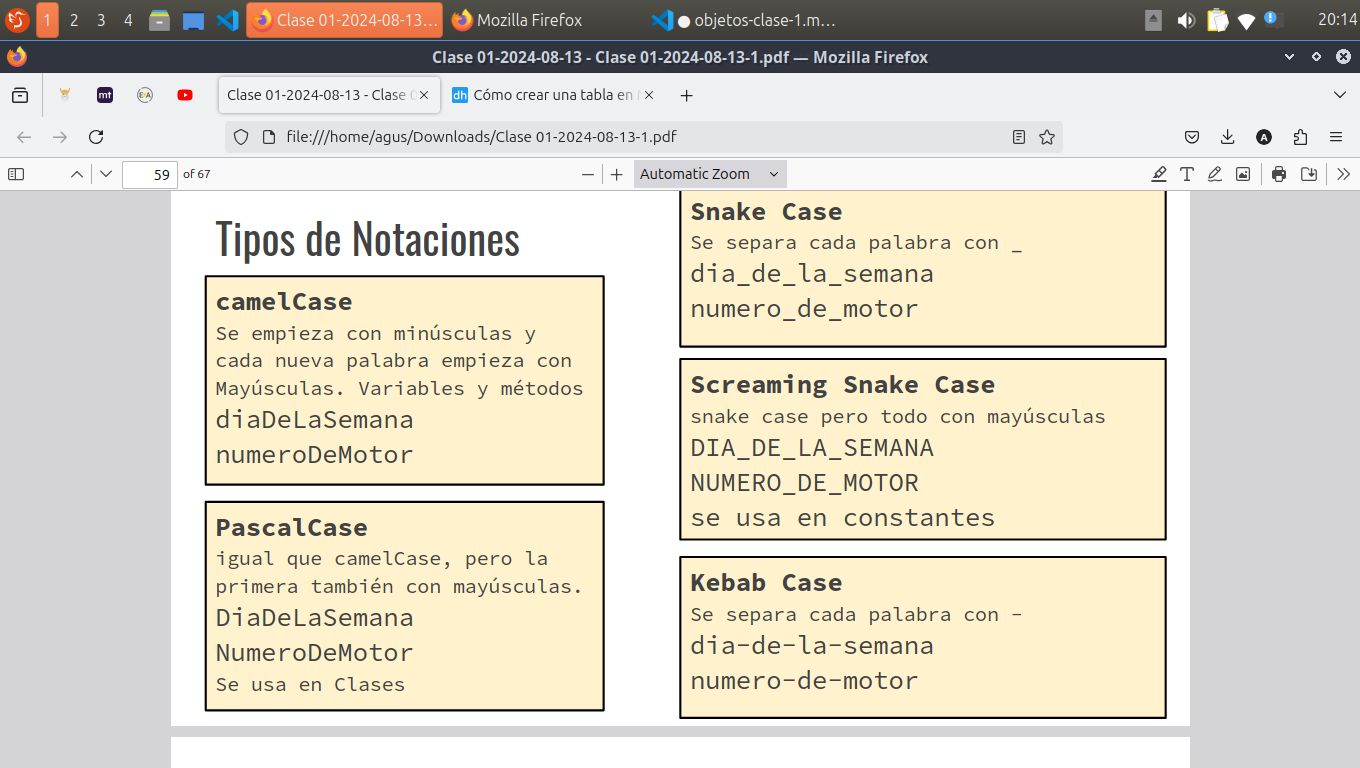 1
2
3
4
Clase 01-2024-08-13...
Mozilla Firefox
objetos-clase-1.m...
20:14
Clase 01-2024-08-13 - Clase 01-2024-08-13-1.pdf — Mozilla Firefox
mt
Clase 01-2024-08-13 - Clase
dh
Cómo crear una tabla en
file:///home/agus/Downloads/Clase 01-2024-08-13-1.pdf
A
59 of 67
Automatic Zoom
Tipos de Notaciones
camelCase
Se empieza con minúsculas y
cada nueva palabra empieza con
Mayúsculas. Variables y métodos
diaDeLaSemana
numeroDeMotor
PascalCase
igual que camelCase, pero la
primera también con mayúsculas.
DiaDeLaSemana
NumeroDeMotor
Se usa en Clases
Snake Case
Se separa cada palabra con _
dia_de_la_semana
numero_de_motor
Screaming Snake Case
snake case pero todo con mayúsculas
DIA_DE_LA_SEMANA
NUMERO_DE_MOTOR
se usa en constantes
Kebab Case
Se separa cada palabra con -
dia-de-la-semana
numero-de-motor